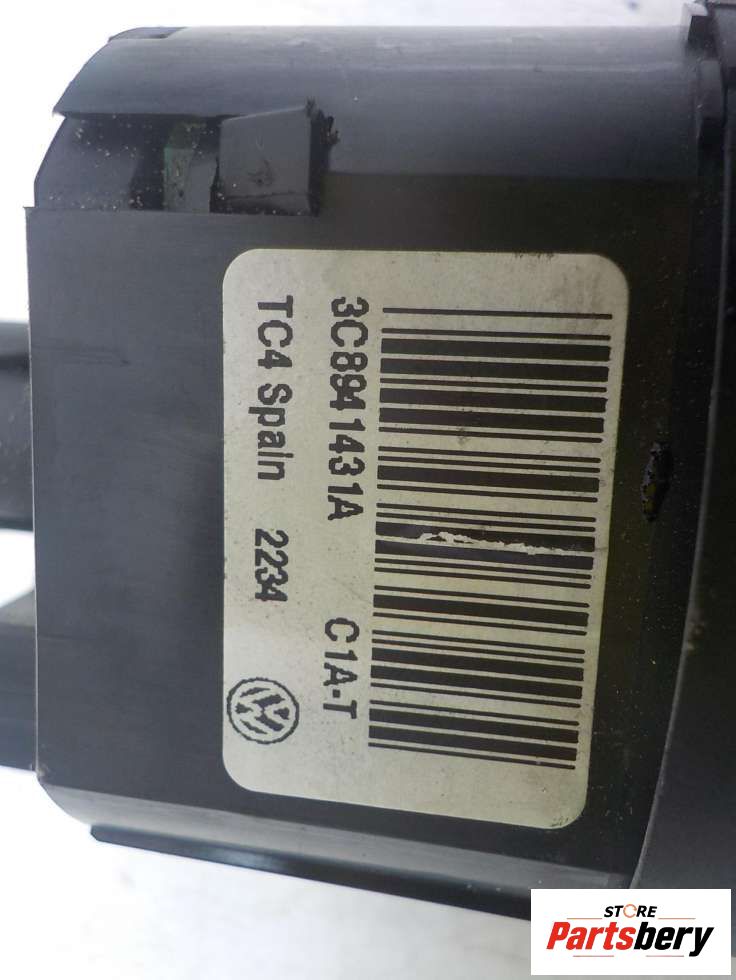 3C8941431A C1A-T
TC4 Spain 2234
STORE
Partsbery